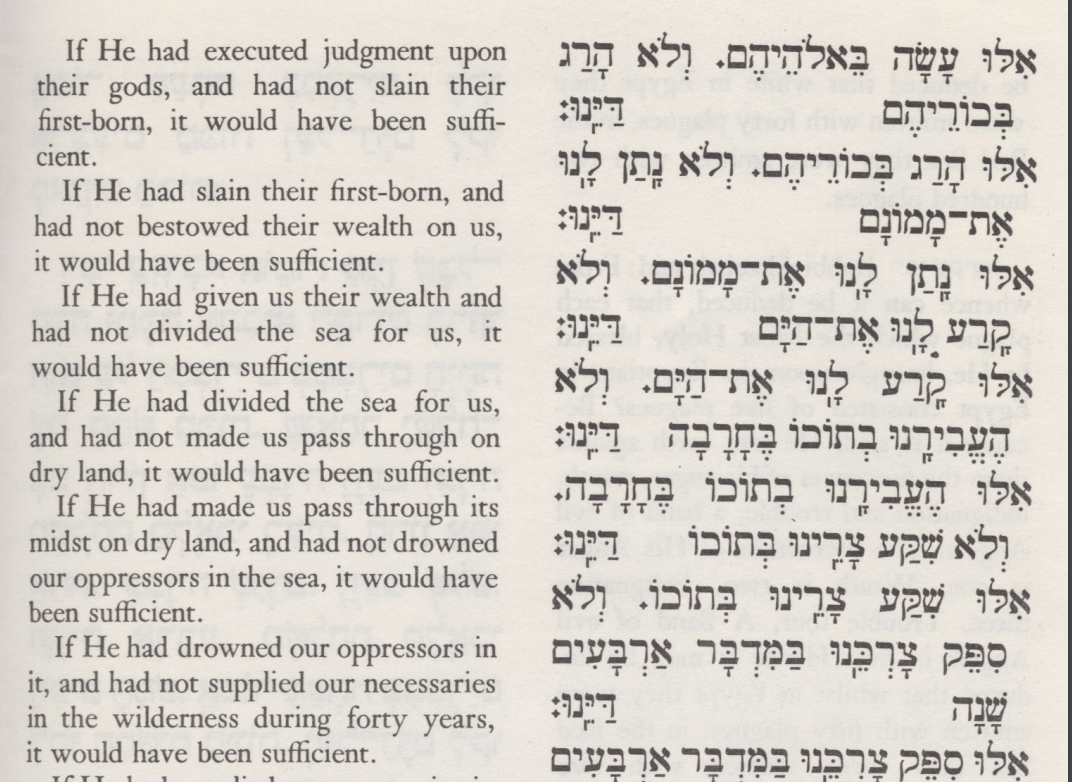 If He had executed judgment upon
their gods, and had not slain their
first-born, it would have been suffi-
cient.
If He had slain their first-born, and
had not bestowed their wealth on us,
it would have been sufficient.
If He had given us their wealth and
had not divided the sea for us, it
would have been sufficient.
If He had divided the sea for us,
and had not made us pass through on
dry land, it would have been sufficient.
If He had made us pass through its
midst on dry land, and had not drowned
our oppressors in the sea, it would have
been sufficient.
If He had drowned our oppressors in
it, and had not supplied our necessaries
in the wilderness during forty years,
it would have been sufficient.
אִלּוּ עָשָׂה בֵאלֹהֵיהֶם. וְלֹא הָרַג
בְּכוֹרֵיהֶם דַּיֵּנוּ:
אִלּוּ הָרַג בְּכוֹרֵיהֶם. וְלֹא נָתַן לָנוּ
אֶת־מָמוֹנָם דַּיֵּנוּ:
אִלּוּ נָתַן לָנוּ אֶת־מָמוֹנָם. וְלֹא
קָרַע לָנוּ אֶת־הַיָּם דַּיֵּנוּ:
אִלּוּ קָרַע לָנוּ אֶת־הַיָּם. וְלֹא
הֶעֱבִירָנוּ בְתוֹכוֹ בֶּחָרָבָה דַּיֵּנוּ:
אִלּוּ הֶעֱבִירָנוּ בְתוֹכוֹ בֶּחָרָבָה.
וְלֹא שִׁקַּע צָרֵינוּ בְּתוֹכוֹ דַּיֵּנוּ:
אִלּוּ שִׁקַּע צָרֵינוּ בְּתוֹכוֹ. וְלֹא
סִפֵּק צָרְכֵּנוּ בַּמִּדְבָּר אַרְבָּעִים
שָׁנָה דַּיֵּנוּ:
אִלּוּ סִפֵּק צָרְכֵּנוּ בַּמִּדְבָּר אַרְבָּעִים